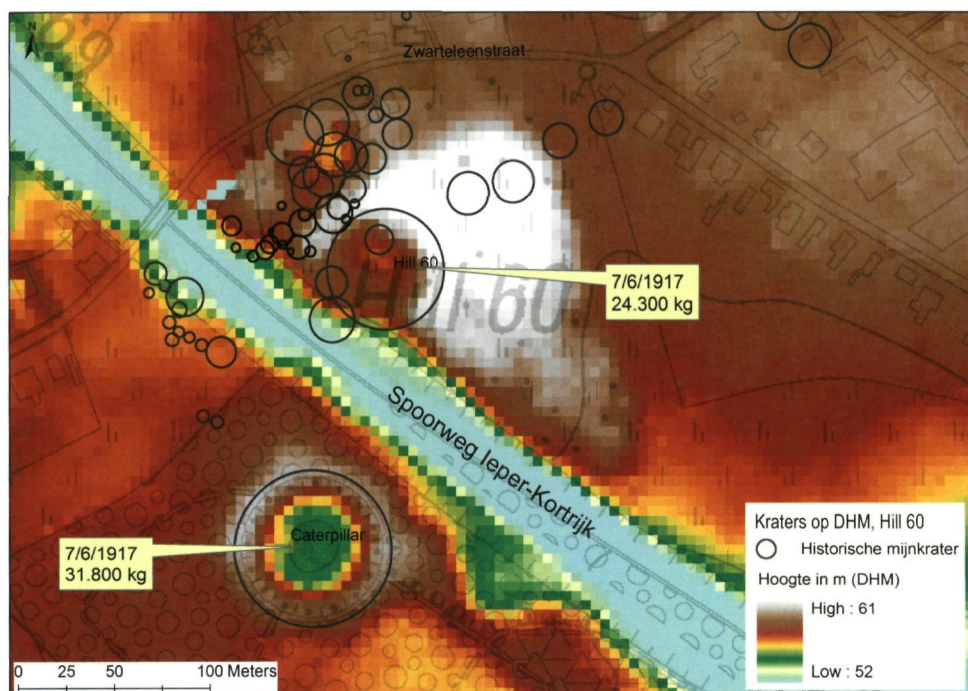 N
Zwarteleenstraat
Hill 60
Hill 60
7/6/1917
24.300 kg
Spoorweg Ieper-Kortrijk
Caterpillar
7/6/1917
31.800 kg
Kraters op DHM, Hill 60
Historische mijnkrater
Hoogte in m (DHM)
High : 61
Low : 52
0 25 50 100 Meters